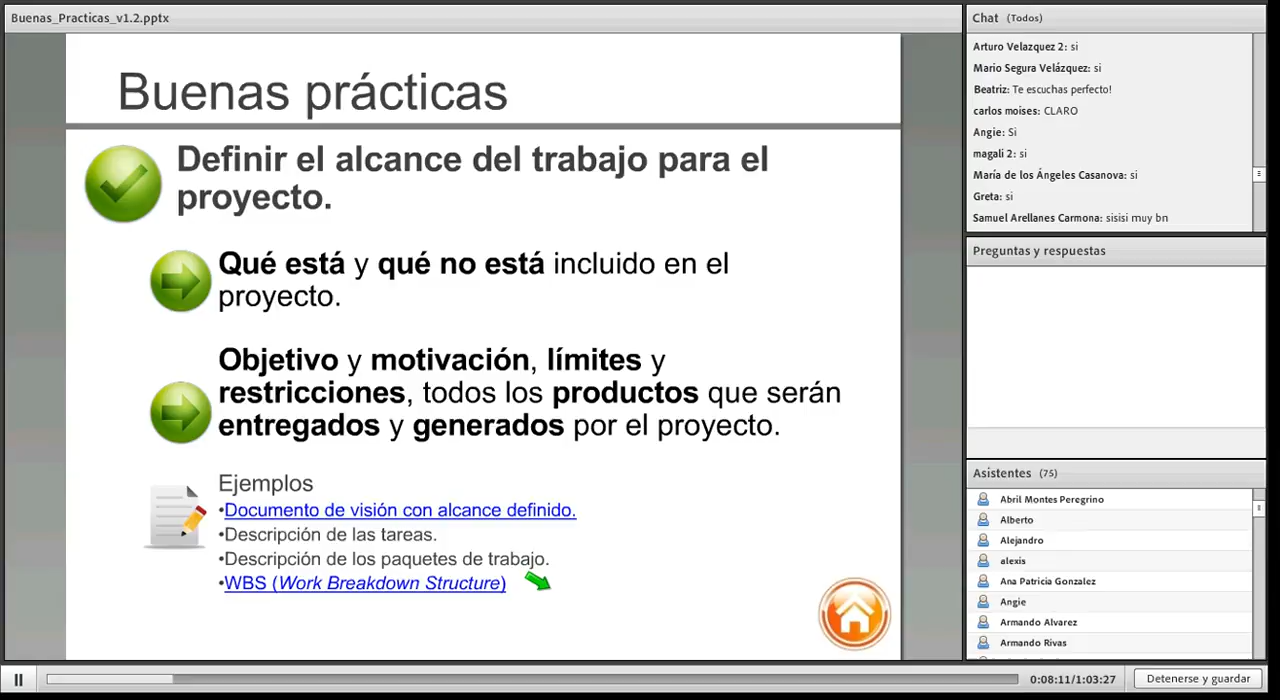 Buenas_Practicas_v1.2.pptx
Buenas prácticas
Definir el alcance del trabajo para el
proyecto.
Qué está y qué no está incluido en el
proyecto.
Objetivo y motivación, límites y
restricciones, todos los productos que serán
entregados y generados por el proyecto.
Ejemplos
•Documento de visión con alcance definido.
•Descripción de las tareas.
•Descripción de los paquetes de trabajo.
•WBS (Work Breakdown Structure)
Chat (Todos)
Arturo Velazquez 2: si
Mario Segura Velázquez: si
Beatriz: Te escuchas perfecto!
carlos moises: CLARO
Angie: Si
magali 2: si
María de los Ángeles Casanova: si
Greta: si
Samuel Arellanes Carmona: sisisi muy bn
Preguntas y respuestas
Asistentes (75)
Abril Montes Peregrino
Alberto
Alejandro
alexis
Ana Patricia Gonzalez
Angie
Armando Alvarez
Armando Rivas
0:08:11/1:03:27
Detenerse y guardar